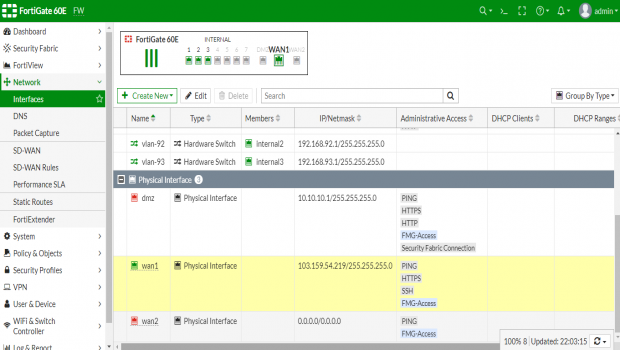 FortiGate 60E FW
admin
Dashboard
Security Fabric
FortiView
Network
Interfaces
DNS
Packet Capture
SD-WAN
SD-WAN Rules
Performance SLA
Static Routes
FortiExtender
System
Policy & Objects
Security Profiles
VPN
User & Device
WiFi & Switch
Controller
Log & Report
FortiGate 60E INTERNAL
1 2 3 4 5 6 7 DMZ WAN1 WAN2
+ Create New Edit Delete Search Group By Type
Name Type Members IP/Netmask Administrative Access DHCP Clients DHCP Ranges
vlan-92 Hardware Switch Internal2 192.168.92.1/255.255.255.0
vlan-93 Hardware Switch Internal3 192.168.93.1/255.255.255.0
Physical Interface 3
dmz Physical Interface 10.10.10.1/255.255.255.0 PING
HTTPS
HTTP
FMG-Access
Security Fabric Connection
wan1 Physical Interface 103.159.54.219/255.255.255.0 PING
HTTPS
SSH
FMG-Access
wan2 Physical Interface 0.0.0.0/0.0.0.0 PING
FMG-Access
100% 8 Updated: 22:03:15